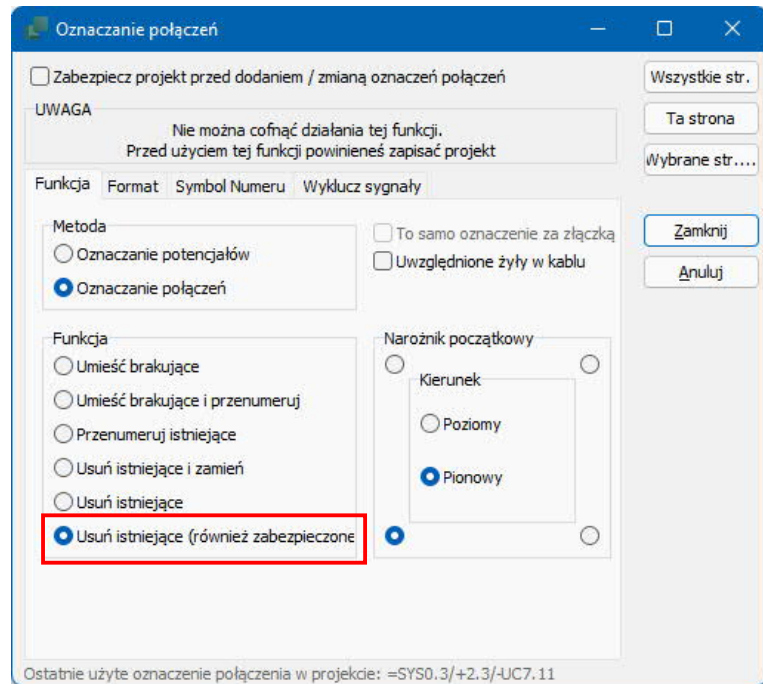 Oznaczanie połączeń
Zabezpiecz projekt przed dodaniem / zmianą oznaczeń połączeń
Wszystkie str.
UWAGA
Nie można cofnąć działania tej funkcji.
Przed użyciem tej funkcji powinieneś zapisać projekt
Ta strona
Wybrane str....
Funkcja Format Symbol Numeru Wyklucz sygnały
Metoda
Oznaczanie potencjałów
Oznaczanie połączeń
To samo oznaczenie za złączką
Uwzględnione żyły w kablu
Zamknij
Anuluj
Funkcja
Umieść brakujące
Umieść brakujące i przenumeruj
Przenumeruj istniejące
Usuń istniejące i zamień
Usuń istniejące
Usuń istniejące (również zabezpieczone
Narożnik początkowy
Kierunek
Poziomy
Pionowy
Ostatnie użyte oznaczenie połączenia w projekcie: =SYS0.3/+2.3/-UC7.11